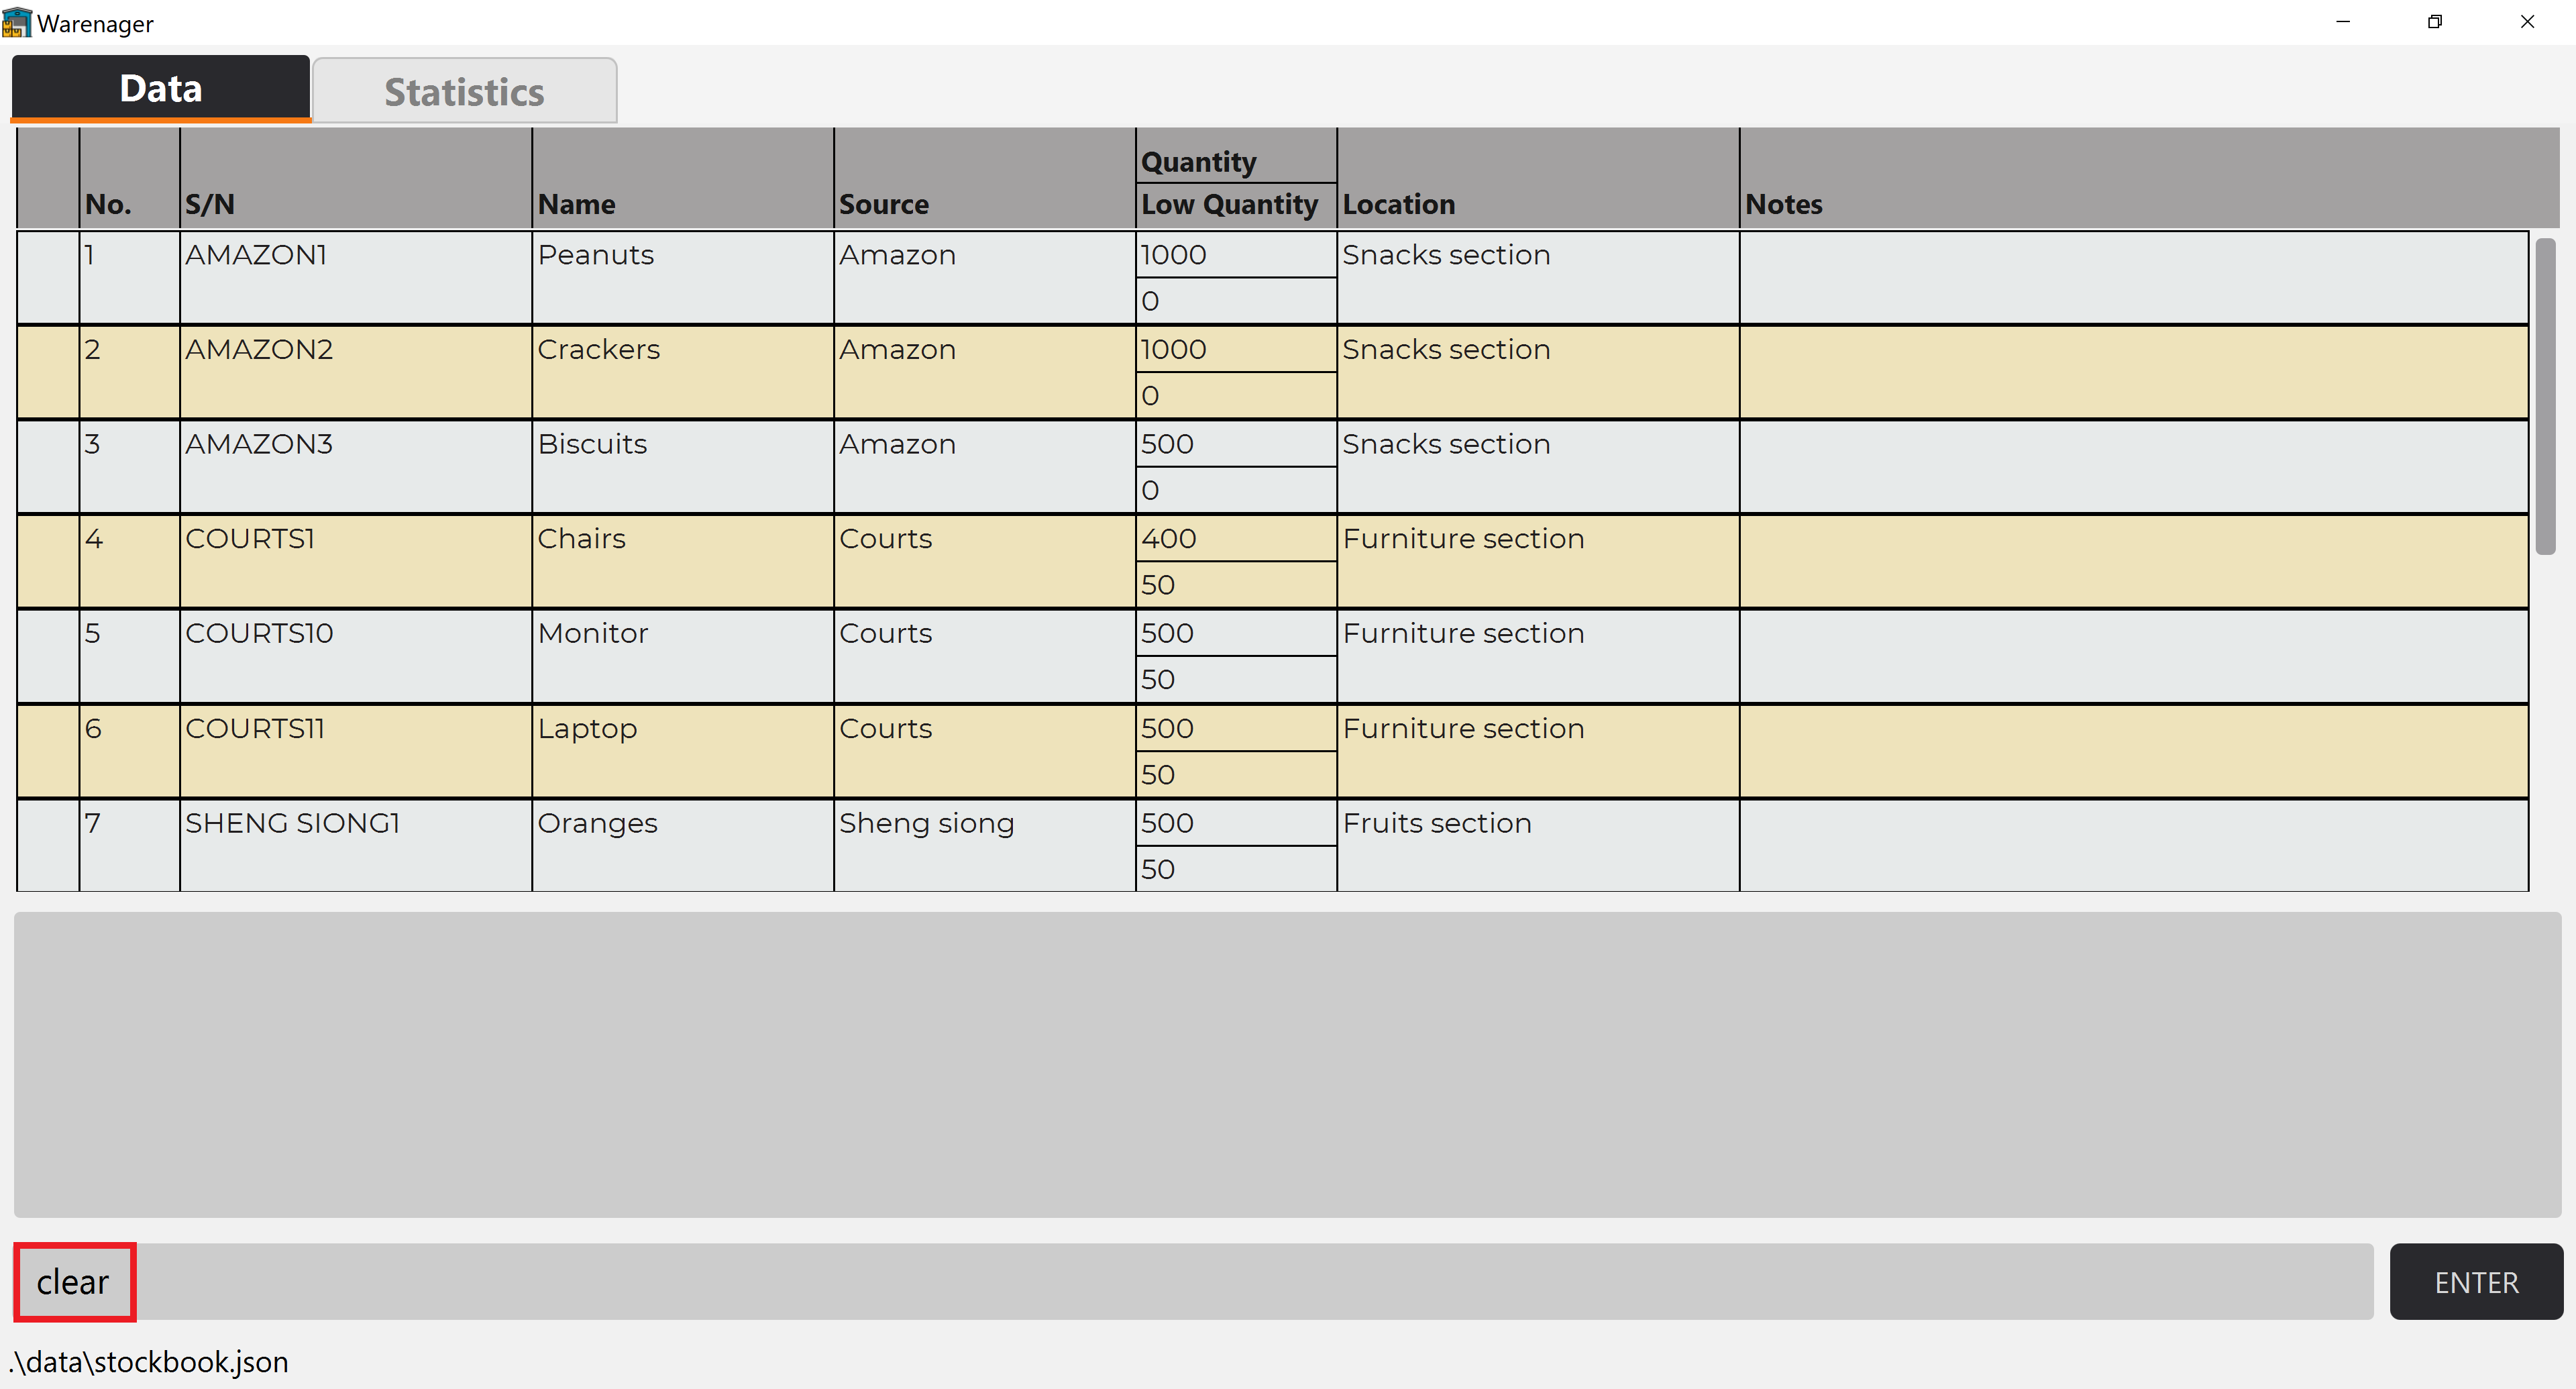 Warenager
Data Statistics
Quantity
No. S/N Name Source Low Quantity Location Notes
1 AMAZON1 Peanuts Amazon 1000 Snacks section
0
2 AMAZON2 Crackers Amazon 1000 Snacks section
0
3 AMAZON3 Biscuits Amazon 500 Snacks section
0
4 COURTS1 Chairs Courts 400 Furniture section
50
5 COURTS10 Monitor Courts 500 Furniture section
50
6 COURTS11 Laptop Courts 500 Furniture section
50
7 SHENG SIONG1 Oranges Sheng siong 500 Fruits section
50
clear ENTER
.\data\stockbook.json